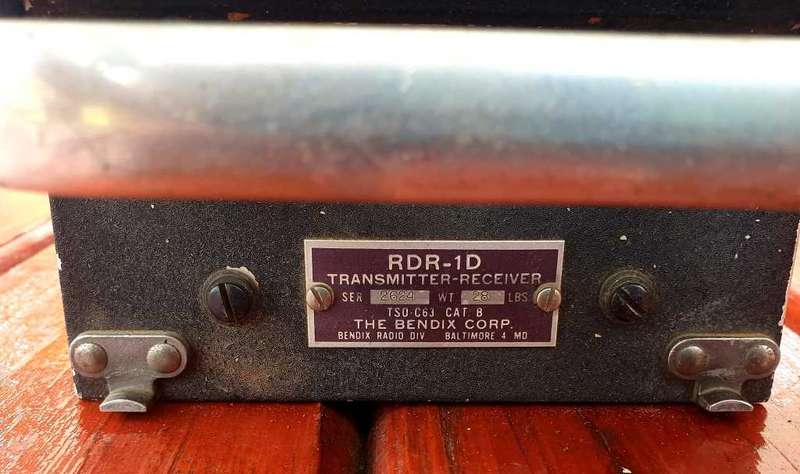 RDR-1D
TRANSMITTER-RECEIVER
SER 2624 WT 28 LBS
TSO-C63 CAT B
THE BENDIX CORP.
BENDIX RADIO DIV BALTIMORE 4 MD